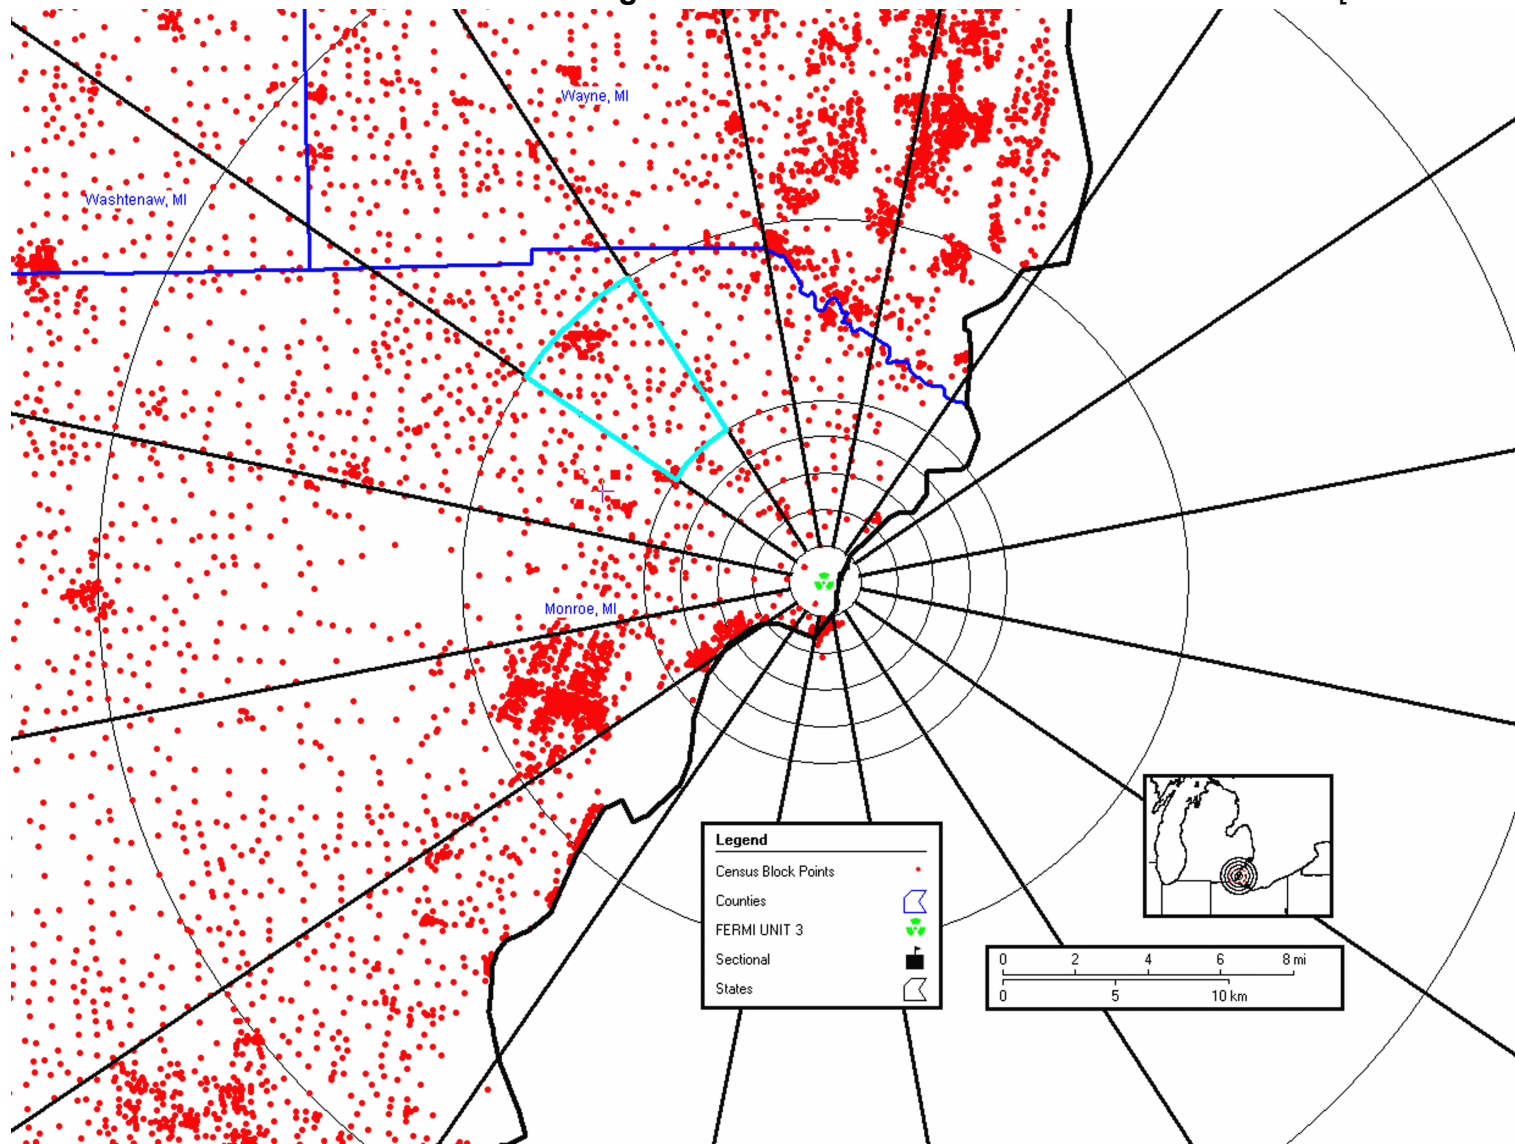 Wayne, MI
Washtenaw, MI
Monroe, MI
Legend
Census Block Points
Counties
FERMI UNIT 3
Sectional
States
0 2 4 6 8 mi
0 5 10 km